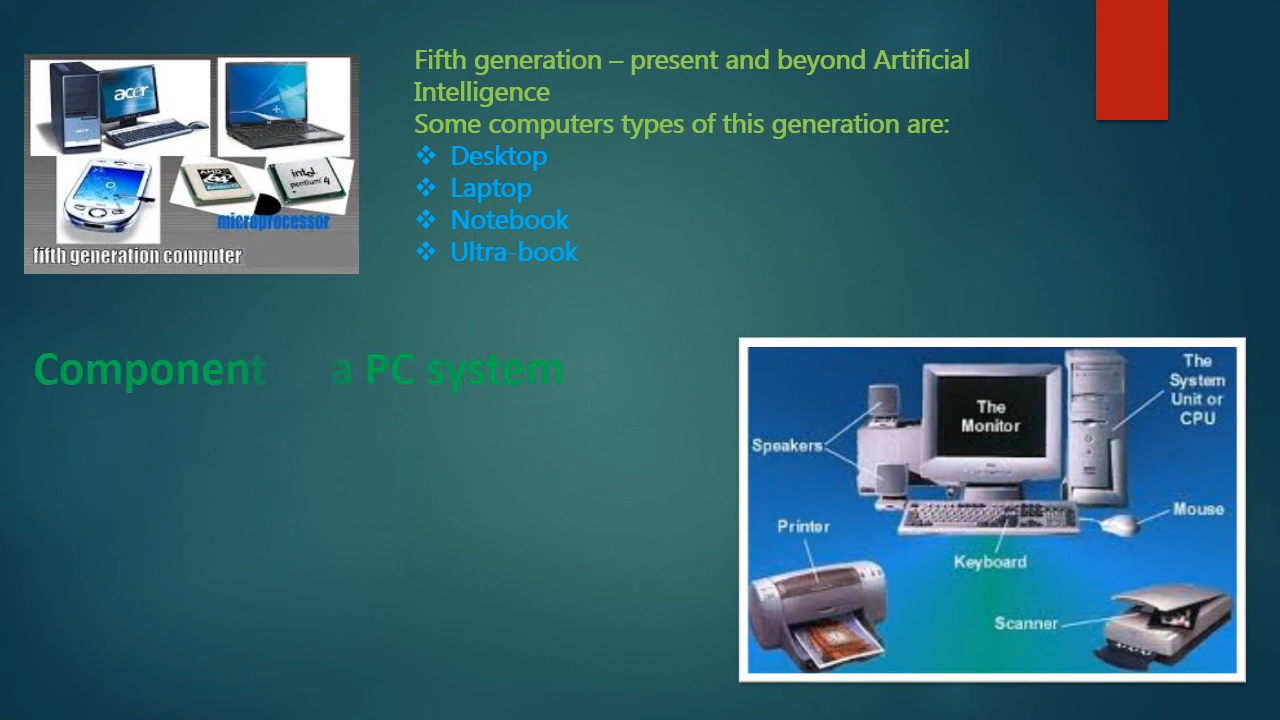 acer
acer
AMD
intel
pentium 4
microprocessor
fifth generation computer
Fifth generation – present and beyond Artificial
Intelligence
Some computers types of this generation are:
❖ Desktop
❖ Laptop
❖ Notebook
❖ Ultra-book
Component a PC system
The
System
Unit or
CPU
The
Monitor
Speakers
Mouse
Printer
Keyboard
Scanner